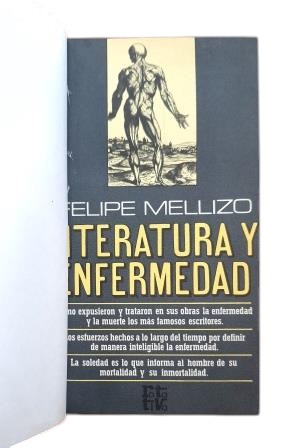 FELIPE MELLIZO
ITERATURA Y
ENFERMEDAD
no expusieron y trataron en sus obras la enfermedad
y la muerte los más famosos escritores.
os esfuerzos hechos a lo largo del tiempo por definir
de manera inteligible la enfermedad.
La soledad es lo que informa al hombre de su
mortalidad y su inmortalidad.